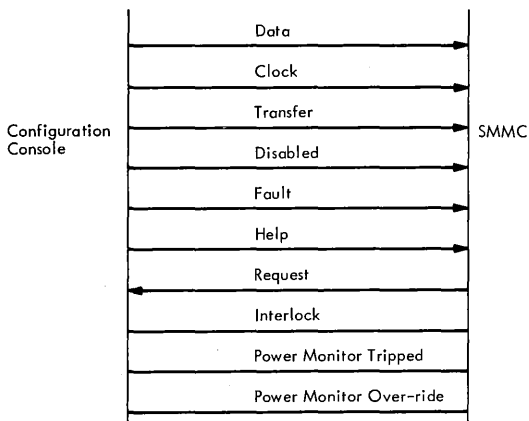 Data
Clock
Transfer
Configuration
Console
SMMC
Disabled
Fault
Help
Request
Interlock
Power Monitor Tripped
Power Monitor Over-ride